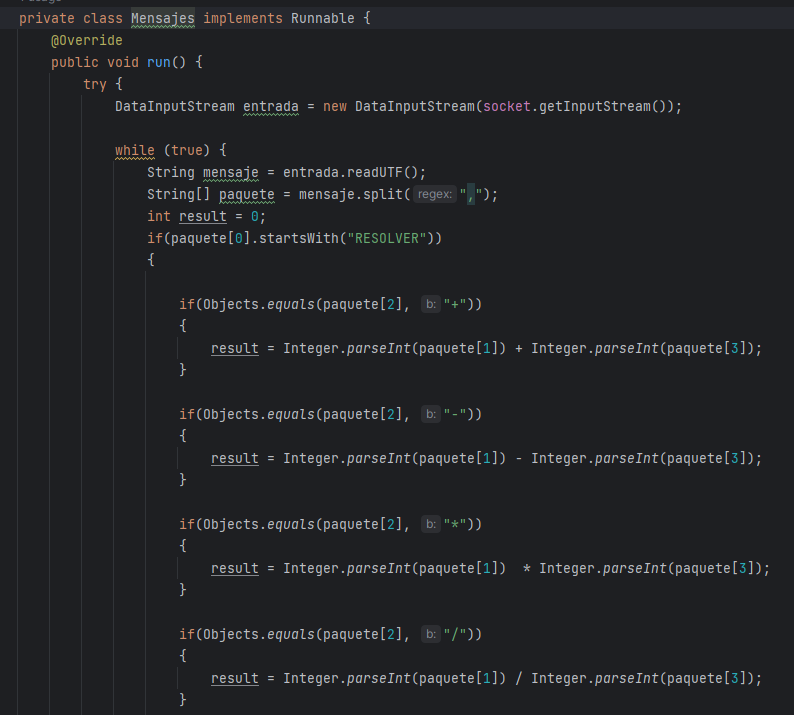 private class Mensajes implements Runnable {
@Override
public void run() {
try {
DataInputStream entrada = new DataInputStream(socket.getInputStream());
while (true) {
String mensaje = entrada.readUTF();
String[] paquete = mensaje.split( regex: ",");
int result = 0;
if(paquete[0].startsWith("RESOLVER"))
{
if(Objects.equals(paquete[2], b: "+"))
{
result = Integer.parseInt(paquete[1]) + Integer.parseInt(paquete[3]);
}
if(Objects.equals(paquete[2], b: "-"))
{
result = Integer.parseInt(paquete[1]) - Integer.parseInt(paquete[3]);
}
if(Objects.equals(paquete[2], b: "*"))
{
result = Integer.parseInt(paquete[1])  * Integer.parseInt(paquete[3]);
}
if(Objects.equals(paquete[2], b: "/"))
{
result = Integer.parseInt(paquete[1]) / Integer.parseInt(paquete[3]);
}